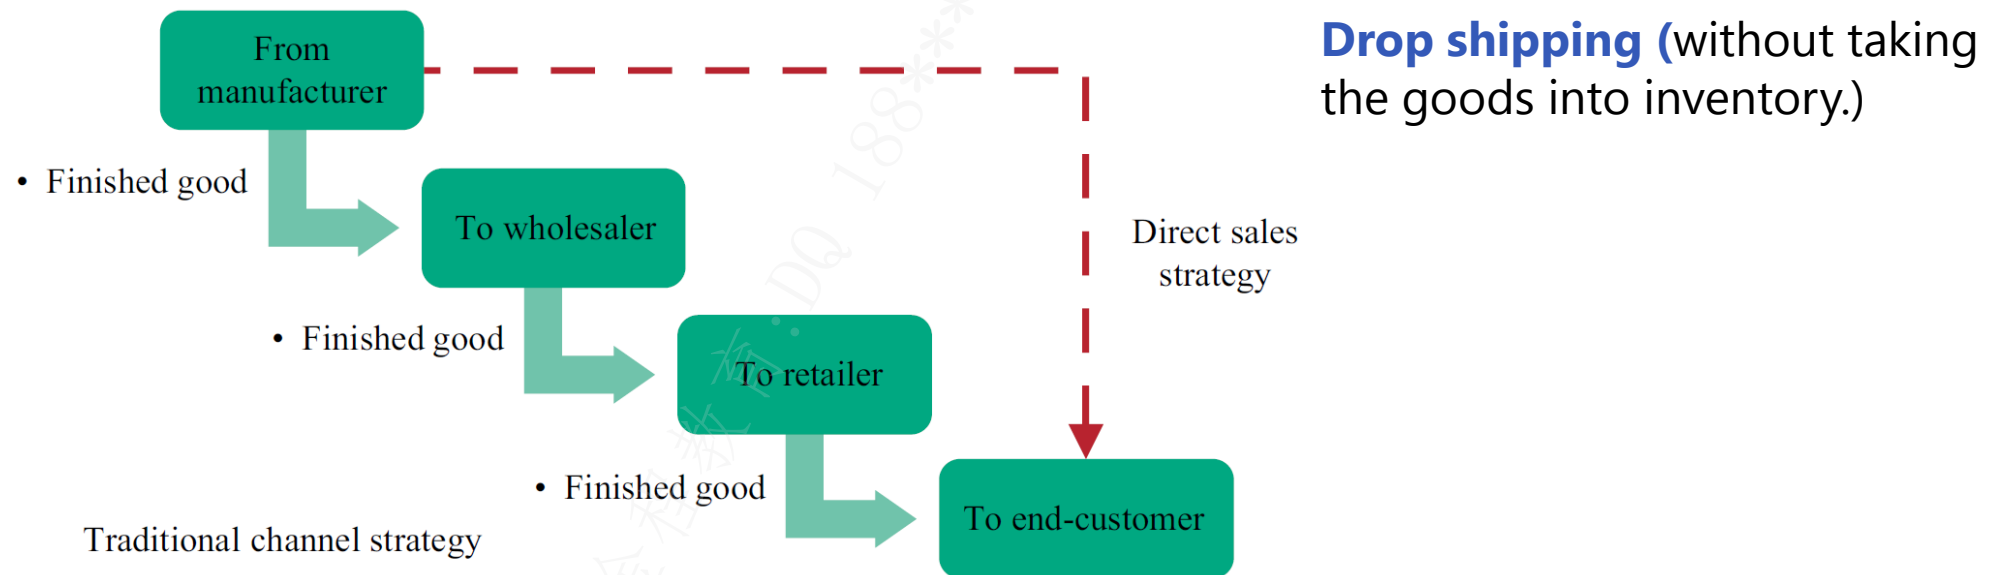 From
manufacturer
Drop shipping (without taking
the goods into inventory.)
• Finished good
To wholesaler
Direct sales
strategy
• Finished good
To retailer
• Finished good
To end-customer
Traditional channel strategy